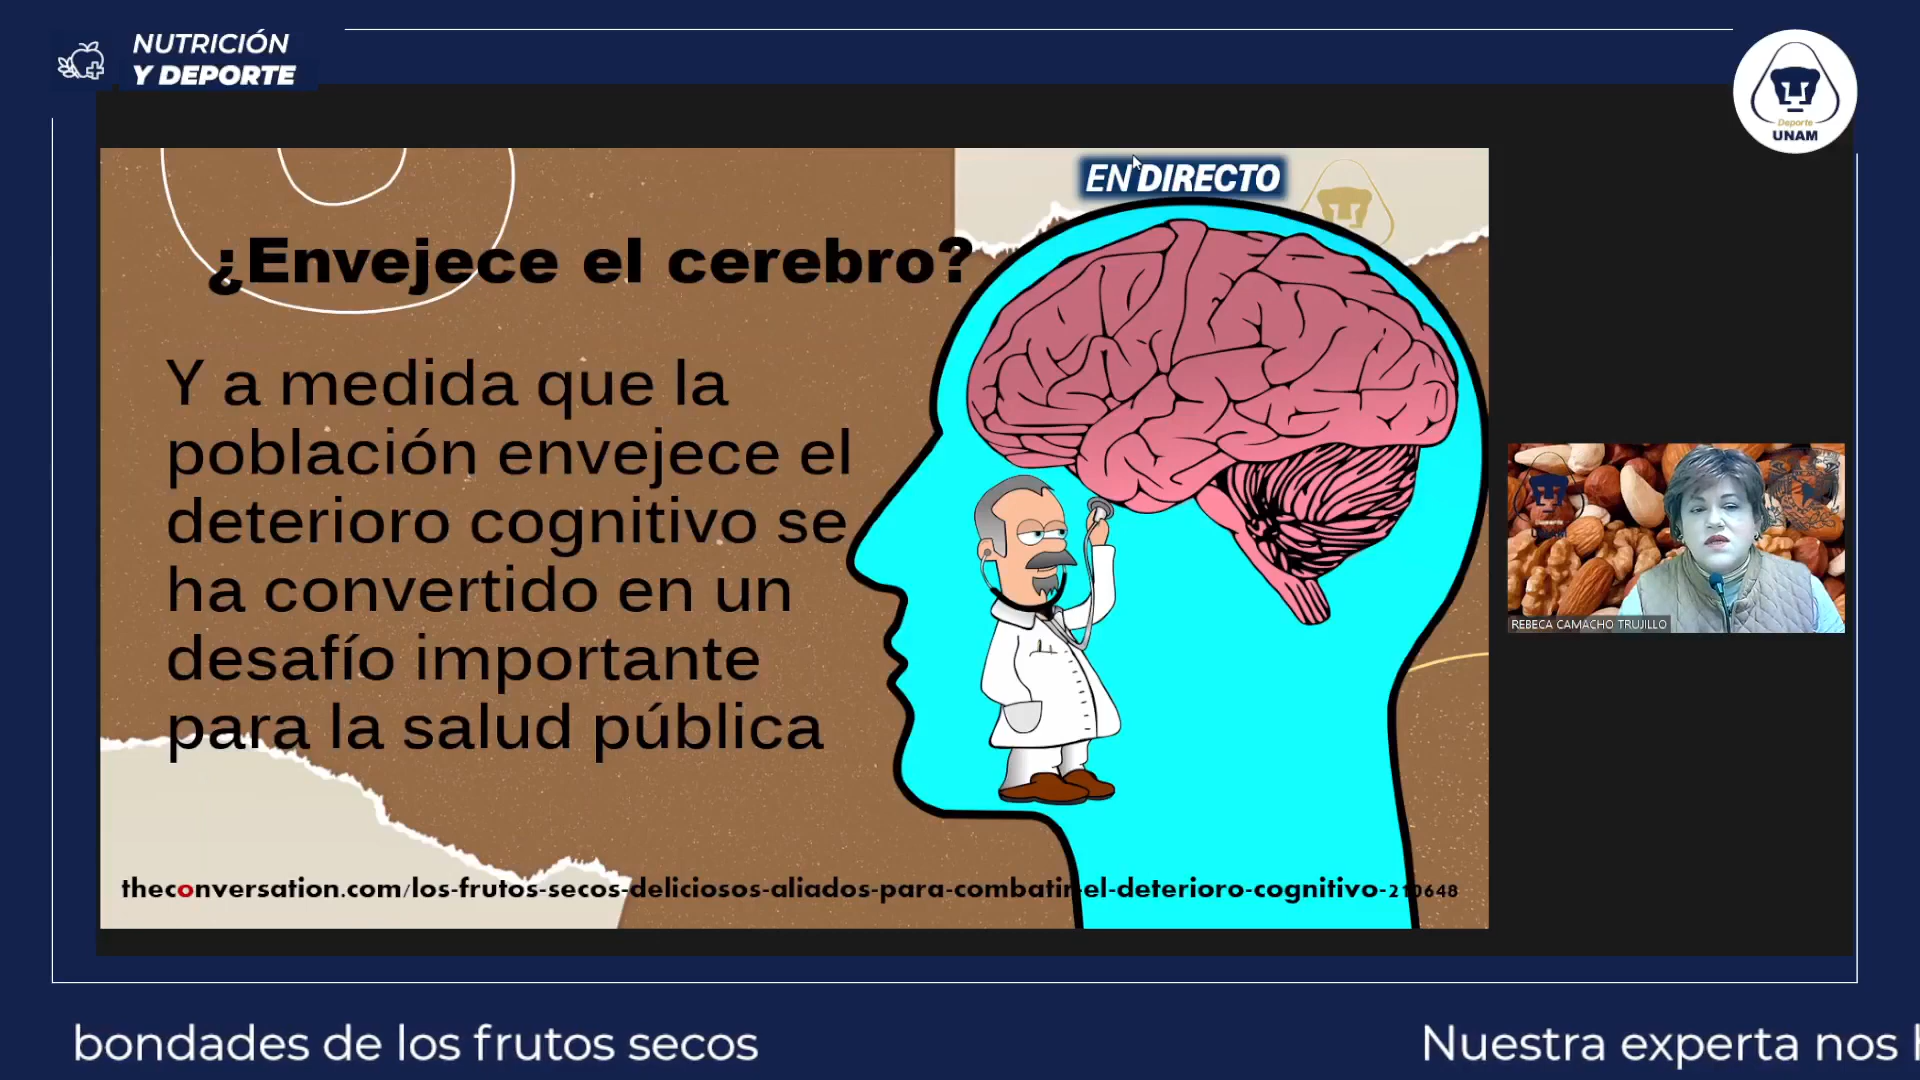 NUTRICIÓN
Y DEPORTE
Deporte
UNAM
EN DIRECTO
¿Envejece el cerebro?
Y a medida que la
población envejece el
deterioro cognitivo se
ha convertido en un
desafío importante
para la salud pública
REBECA CAMACHO TRUJILLO
theconversation.com/los-frutos-secos-deliciosos-aliados-para-combatir-el-deterioro-cognitivo-210648
bondades de los frutos secos
Nuestra experta nos